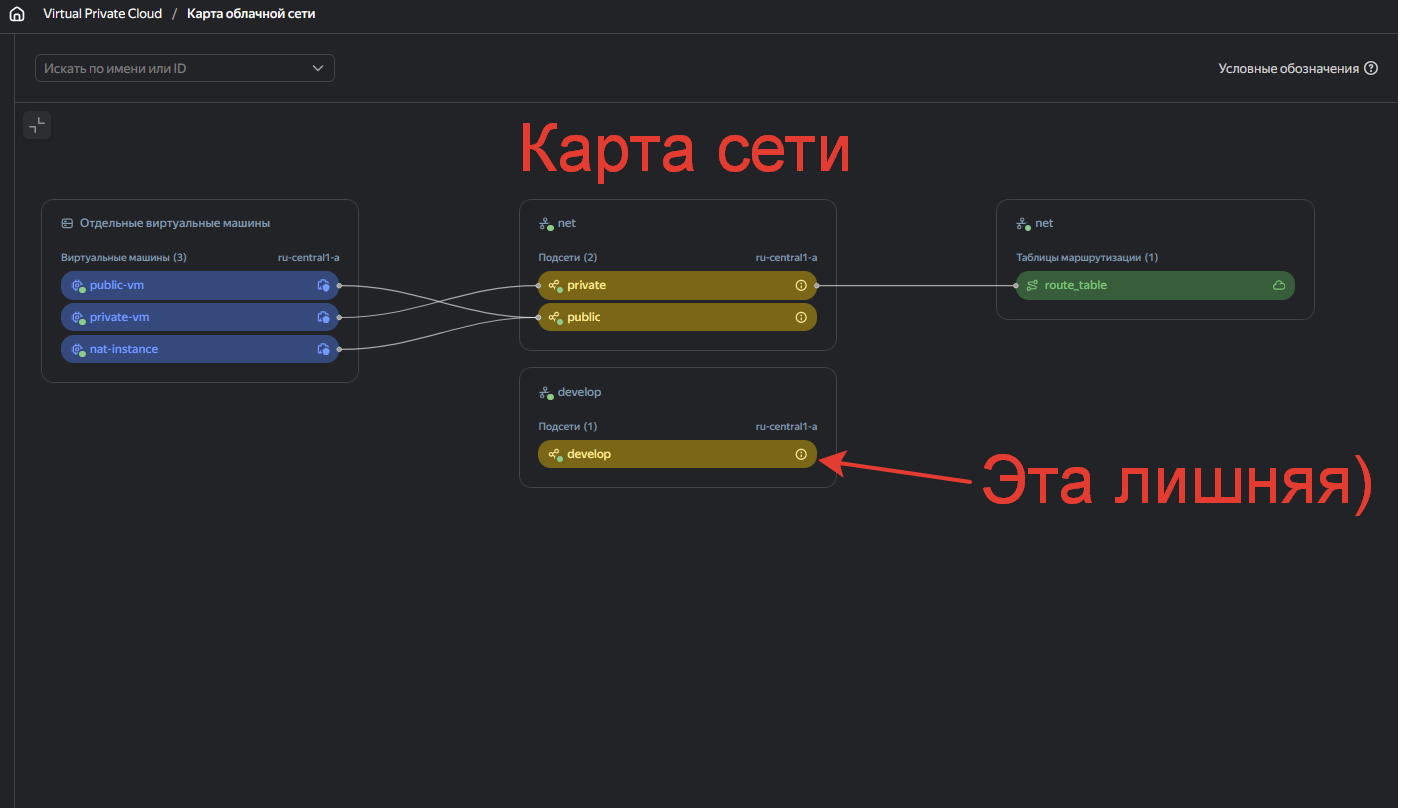 Virtual Private Cloud / Карта облачной сети
Искать по имени или ID
Условные обозначения
Карта сети
Отдельные виртуальные машины
Виртуальные машины (3) ru-central1-a
public-vm
private-vm
nat-instance
net
Подсети (2) ru-central1-a
private
public
net
Таблицы маршрутизации (1)
route_table
develop
Подсети (1) ru-central1-a
develop
Эта лишняя)